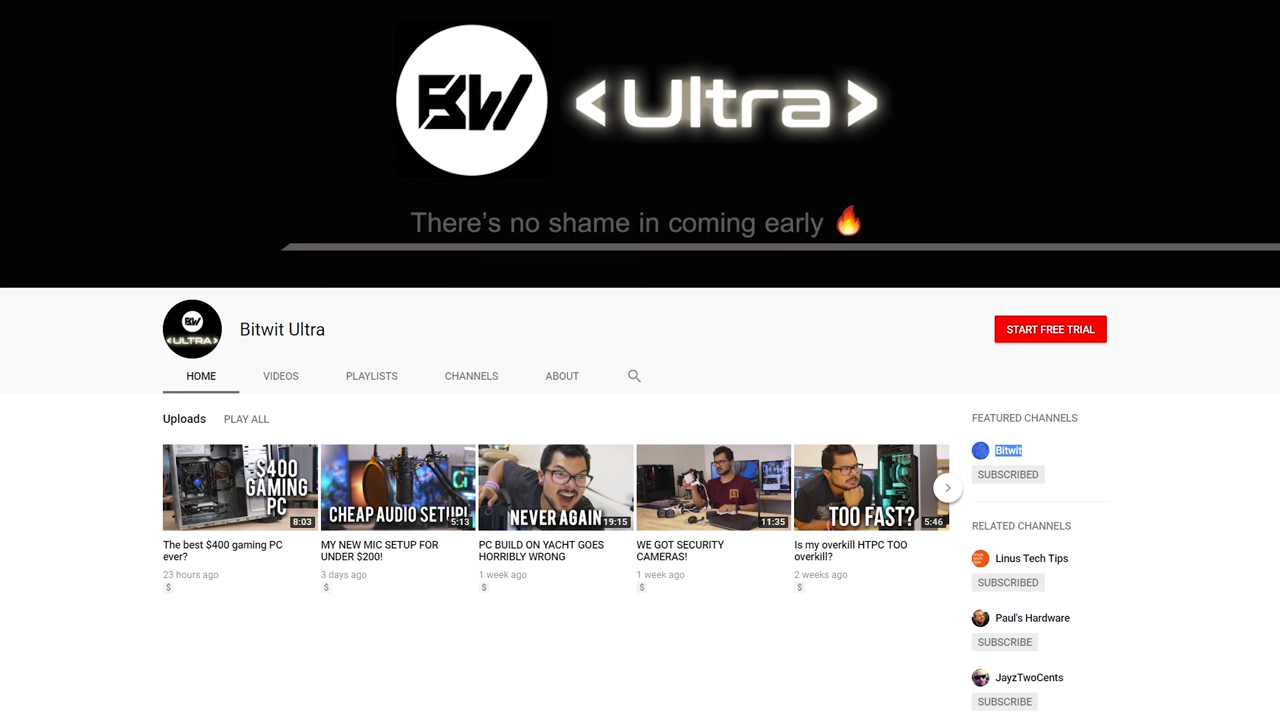 BW <Ultra>
There's no shame in coming early 🔥
BW
<ULTRA>
Bitwit Ultra
START FREE TRIAL
HOME VIDEOS PLAYLISTS CHANNELS ABOUT
Uploads PLAY ALL
$400
GAMING
PC
8:03
The best $400 gaming PC
ever?
23 hours ago
$
CHEAP AUDIO SETUP!
5:13
MY NEW MIC SETUP FOR
UNDER $200!
3 days ago
$
NEVER AGAIN
19:15
PC BUILD ON YACHT GOES
HORRIBLY WRONG
1 week ago
$
11:35
WE GOT SECURITY
CAMERAS!
1 week ago
$
TOO FAST?
5:46
Is my overkill HTPC TOO
overkill?
2 weeks ago
$
FEATURED CHANNELS
Bitwit
SUBSCRIBED
RELATED CHANNELS
Linus Tech Tips
SUBSCRIBED
Paul's Hardware
SUBSCRIBE
JayzTwoCents
SUBSCRIBE